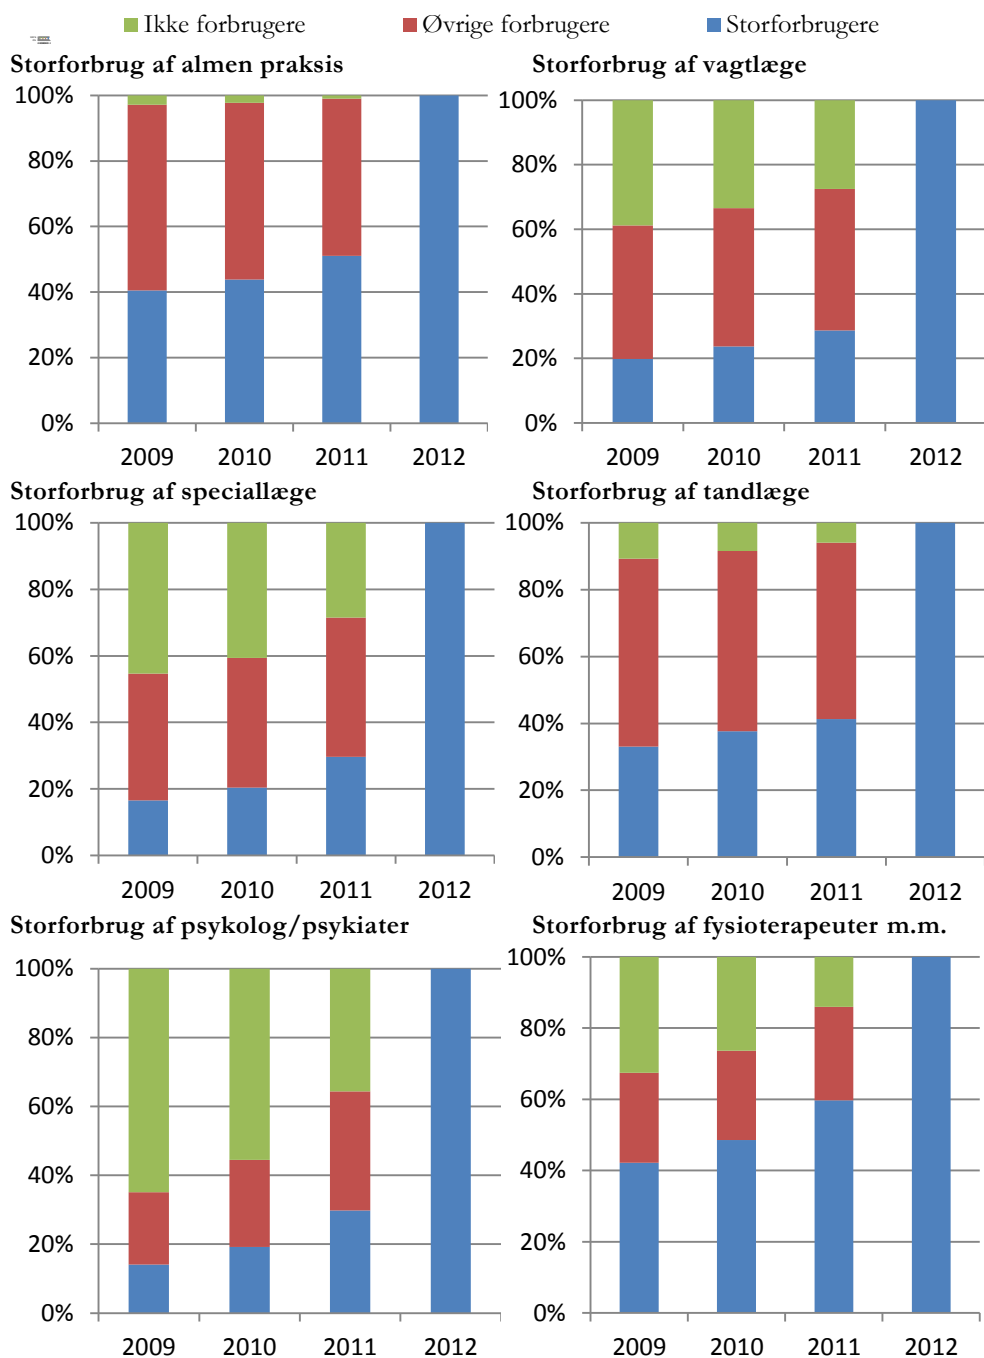 Ikke forbrugere Øvrige forbrugere Storforbrugere
Storforbrug af almen praksis
100%
80%
60%
40%
20%
0%
2009 2010 2011 2012
Storforbrug af vagtlæge
100%
80%
60%
40%
20%
0%
2009 2010 2011 2012
Storforbrug af speciallæge
100%
80%
60%
40%
20%
0%
2009 2010 2011 2012
Storforbrug af tandlæge
100%
80%
60%
40%
20%
0%
2009 2010 2011 2012
Storforbrug af psykolog/psykiater
100%
80%
60%
40%
20%
0%
2009 2010 2011 2012
Storforbrug af fysioterapeuter m.m.
100%
80%
60%
40%
20%
0%
2009 2010 2011 2012